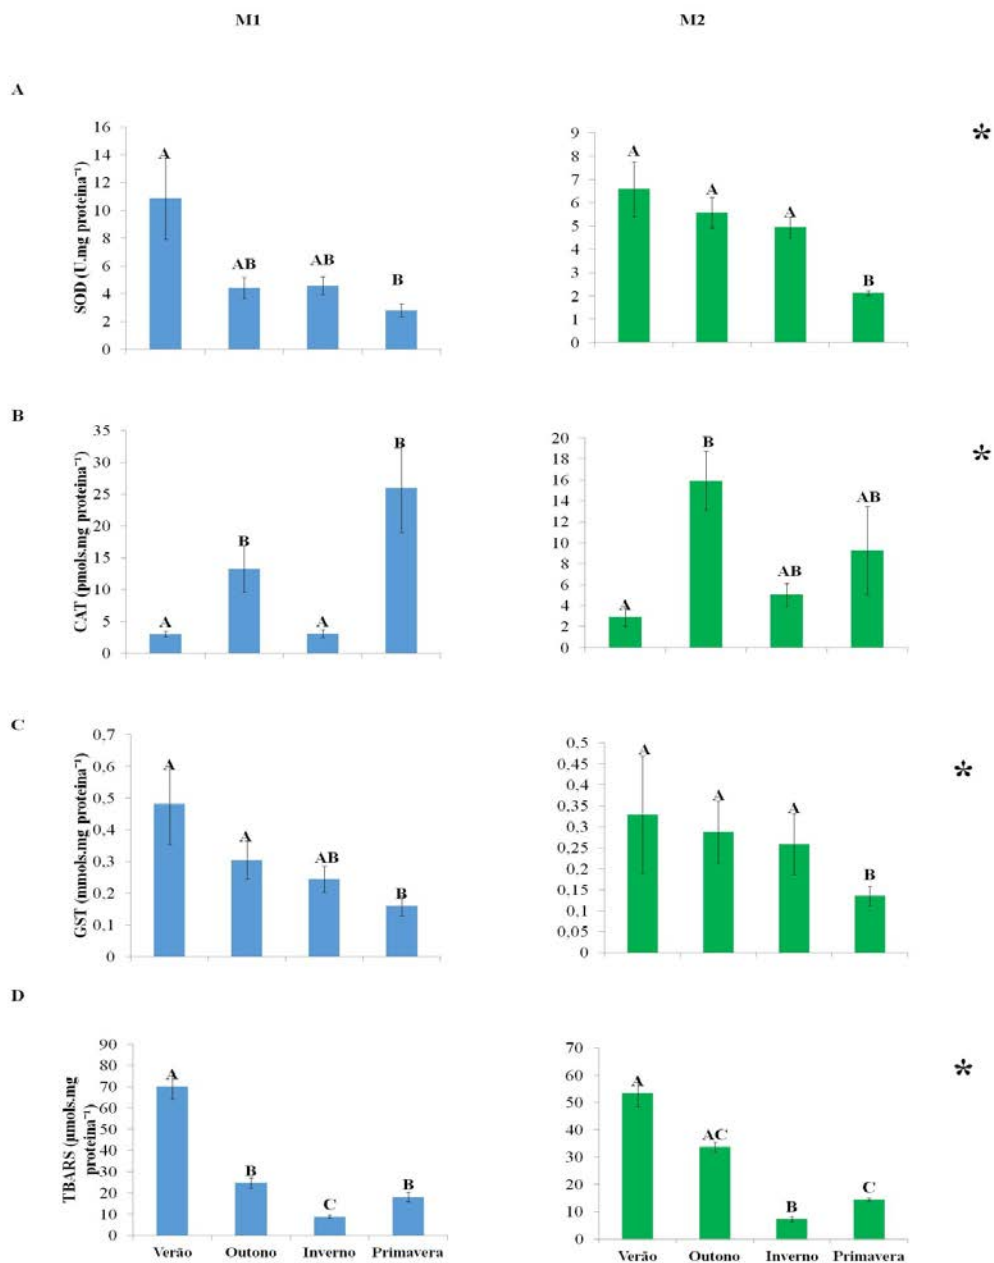 M1 M2
A
SOD (U.mg proteina⁻¹)
16
14
12
10
8
6
4
2
0
A
AB
AB
B
9
8
7
6
5
4
3
2
1
0
A
A
A
B
*
B
CAT (pmols.mg proteina⁻¹)
35
30
25
20
15
10
5
0
A
B
A
B
20
18
16
14
12
10
8
6
4
2
0
A
B
AB
AB
*
C
GST (mmols.mg proteina⁻¹)
0,7
0,6
0,5
0,4
0,3
0,2
0,1
0
A
A
AB
B
0,5
0,45
0,4
0,35
0,3
0,25
0,2
0,15
0,1
0,05
0
A
A
A
B
*
D
TBARS (µmols.mg
proteina⁻¹)
90
80
70
60
50
40
30
20
10
0
A
B
C
B
Verão Outono Inverno Primavera
70
60
50
40
30
20
10
0
A
AC
B
C
*
Verão Outono Inverno Primavera